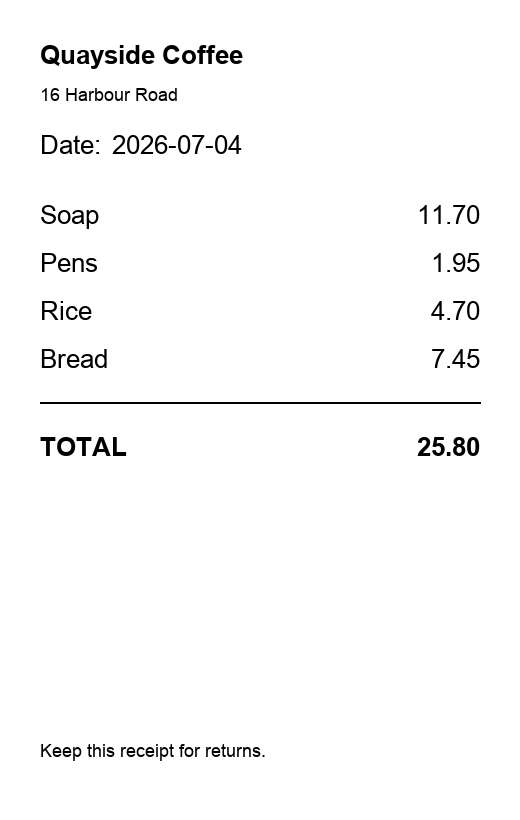 Quayside Coffee
16 Harbour Road
Date: 2026-07-04
Soap 11.70
Pens 1.95
Rice 4.70
Bread 7.45
TOTAL 25.80
Keep this receipt for returns.